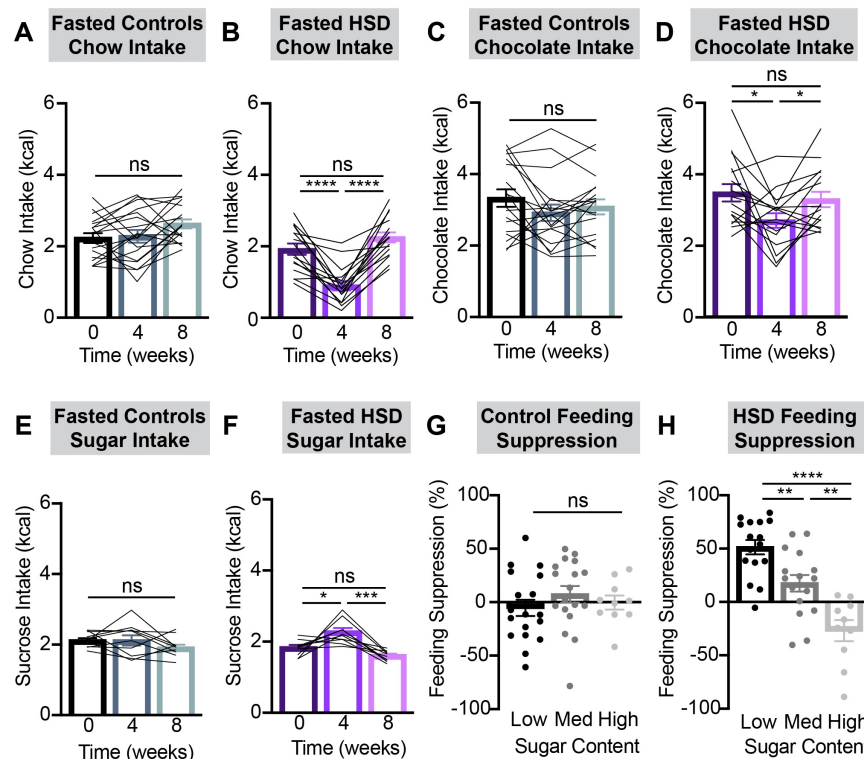 A
Fasted Controls
Chow Intake
Chow Intake (kcal)
6
4
2
0
ns
0 4 8
Time (weeks)
B
Fasted HSD
Chow Intake
Chow Intake (kcal)
6
4
2
0
ns
**** ****
0 4 8
Time (weeks)
C
Fasted Controls
Chocolate Intake
Chocolate Intake (kcal)
6
4
2
0
ns
0 4 8
Time (weeks)
D
Fasted HSD
Chocolate Intake
Chocolate Intake (kcal)
6
4
2
0
ns
* *
0 4 8
Time (weeks)
E
Fasted Controls
Sugar Intake
Sucrose Intake (kcal)
6
4
2
0
ns
0 4 8
Time (weeks)
F
Fasted HSD
Sugar Intake
Sucrose Intake (kcal)
6
4
2
0
ns
* ***
0 4 8
Time (weeks)
G
Control Feeding
Suppression
Feeding Suppression (%)
100
50
0
-50
-100
ns
Low Med High
Sugar Content
H
HSD Feeding
Suppression
Feeding Suppression (%)
100
50
0
-50
-100
****
** **
Low Med High
Sugar Conten